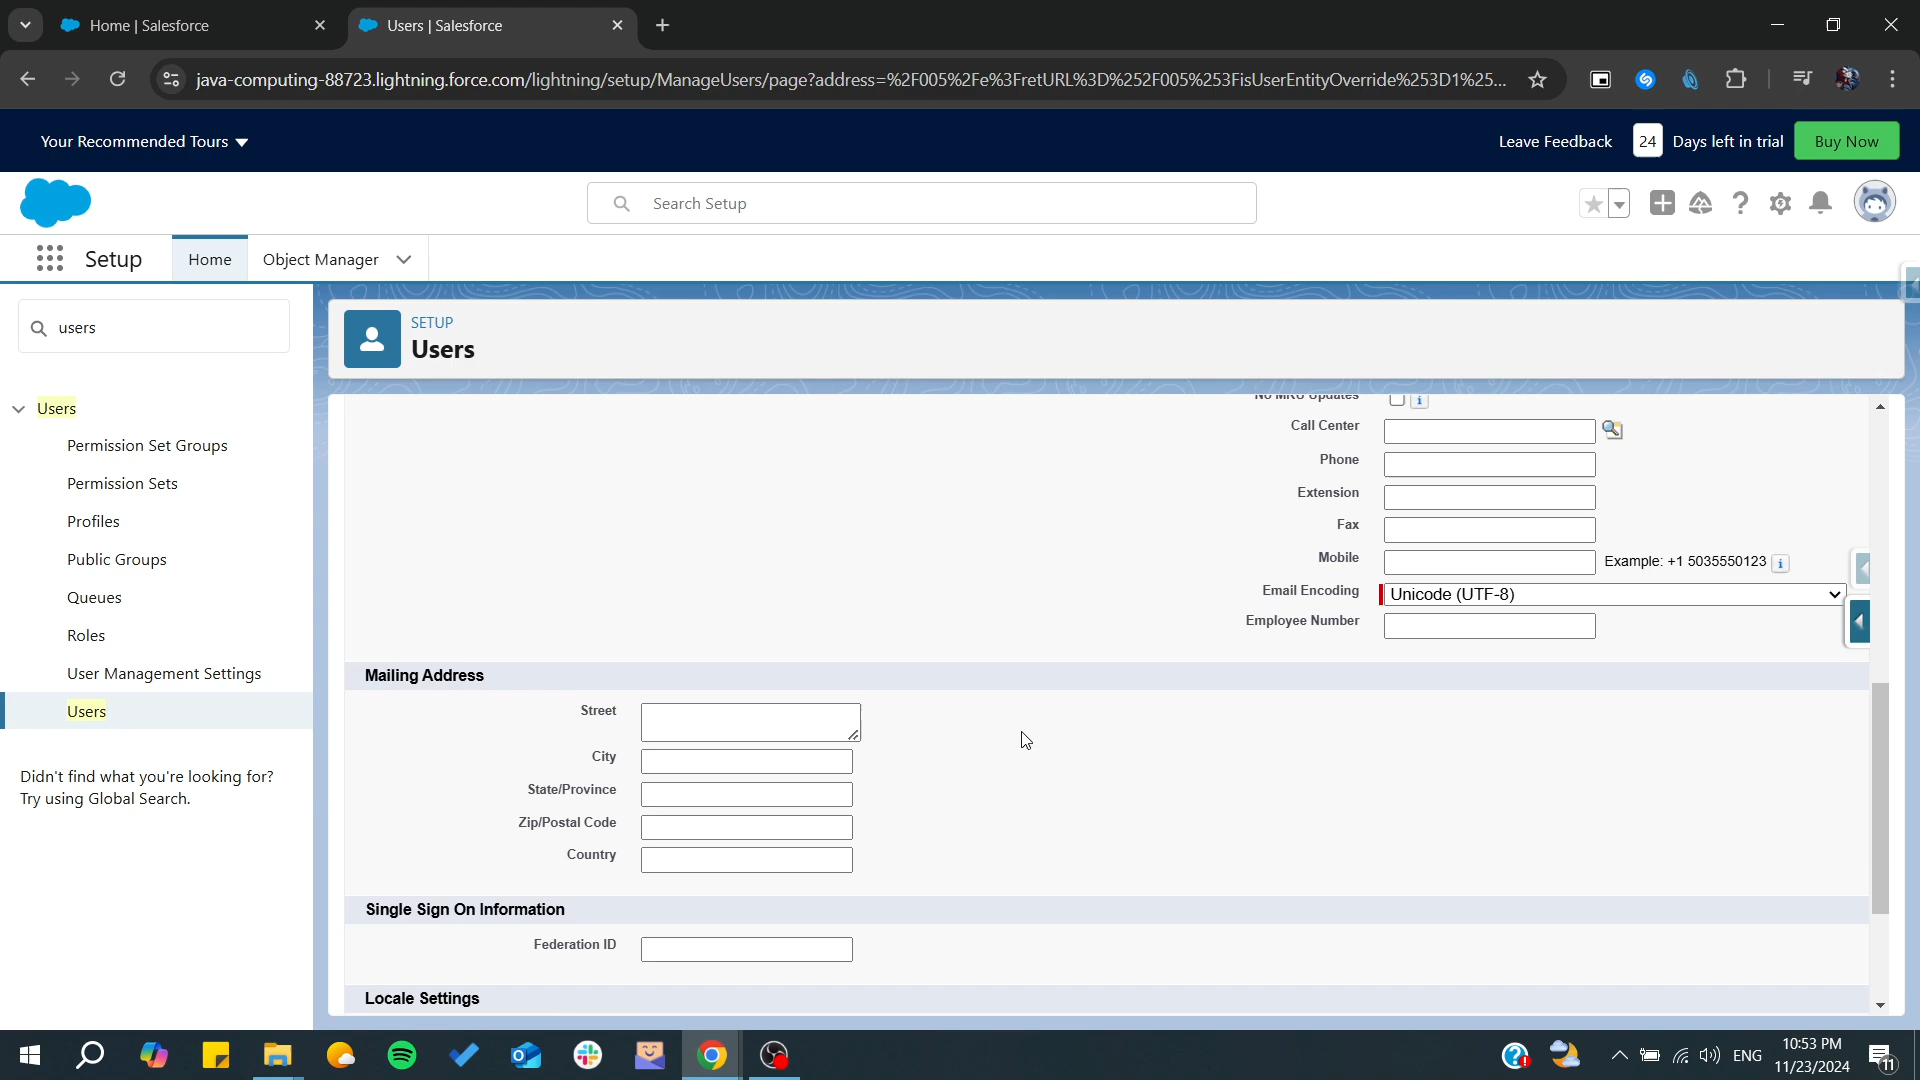 Home | Salesforce
Users | Salesforce
java-computing-88723.lightning.force.com/lightning/setup/ManageUsers/page?address=%2F005%2Fe%3FretURL%3D%252F005%253FisUserEntityOverride%253D1%25...
Your Recommended Tours
Leave Feedback
24 Days left in trial
Buy Now
Search Setup
Setup
Home
Object Manager
users
SETUP
Users
Users
Permission Set Groups
Permission Sets
Profiles
Public Groups
Queues
Roles
User Management Settings
Users
Didn't find what you're looking for?
Try using Global Search.
No MRU Updates
Call Center
Phone
Extension
Fax
Mobile
Example: +1 5035550123
Email Encoding
Unicode (UTF-8)
Employee Number
Mailing Address
Street
City
State/Province
Zip/Postal Code
Country
Single Sign On Information
Federation ID
Locale Settings
ENG
10:53 PM
11/23/2024
11